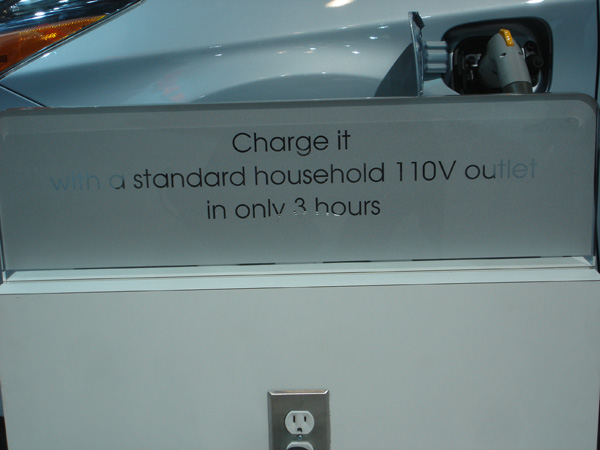 Charge it
with a standard household 110V outlet
in only 3 hours